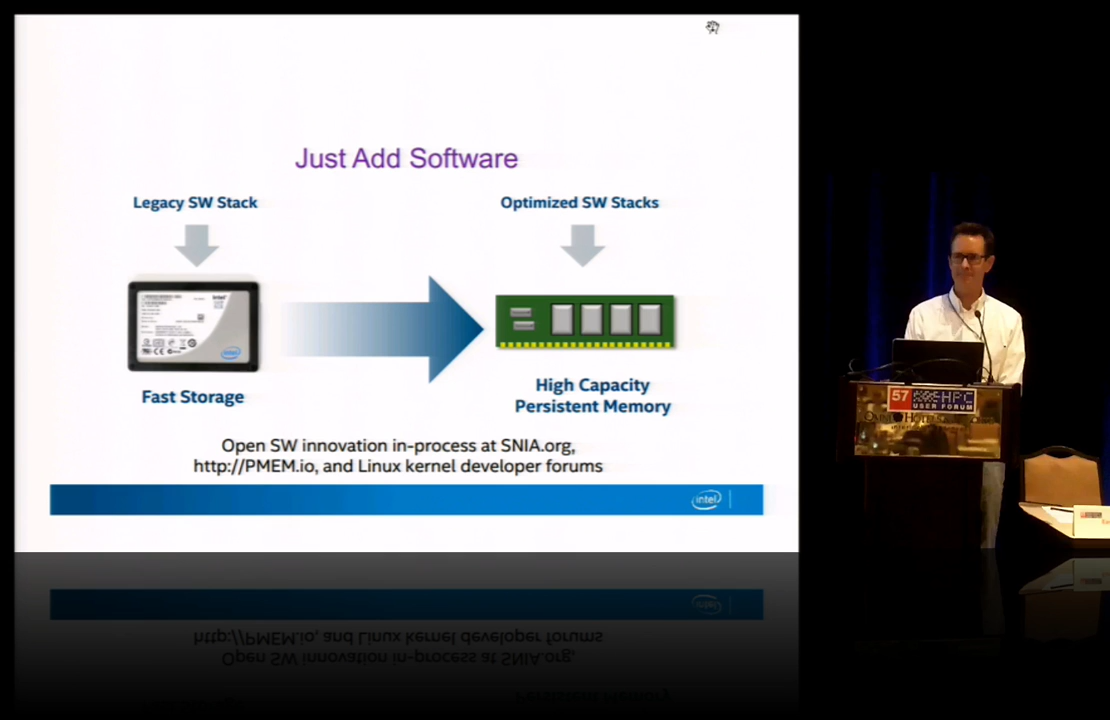 Just Add Software
Legacy SW Stack
Optimized SW Stacks
intel
Fast Storage
High Capacity
Persistent Memory
Open SW innovation in-process at SNIA.org,
http://PMEM.io, and Linux kernel developer forums
intel
57 HPC
USER FORUM